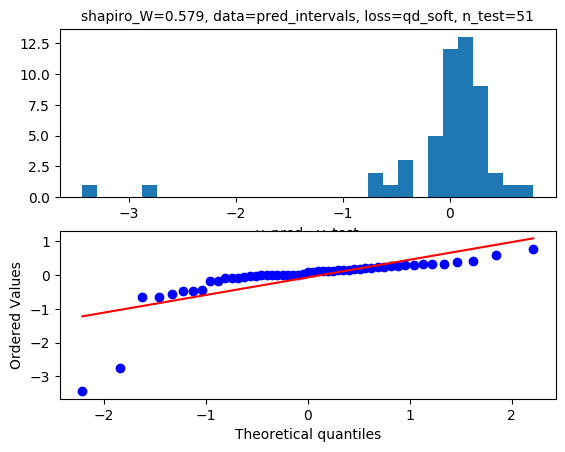 shapiro_W=0.579, data=pred_intervals, loss=qd_soft, n_test=51
12.5
10.0
7.5
5.0
2.5
0.0
−3 −2 −1 0
1
0
−1
−2
−3
Ordered Values
−2 −1 0 1 2
Theoretical quantiles